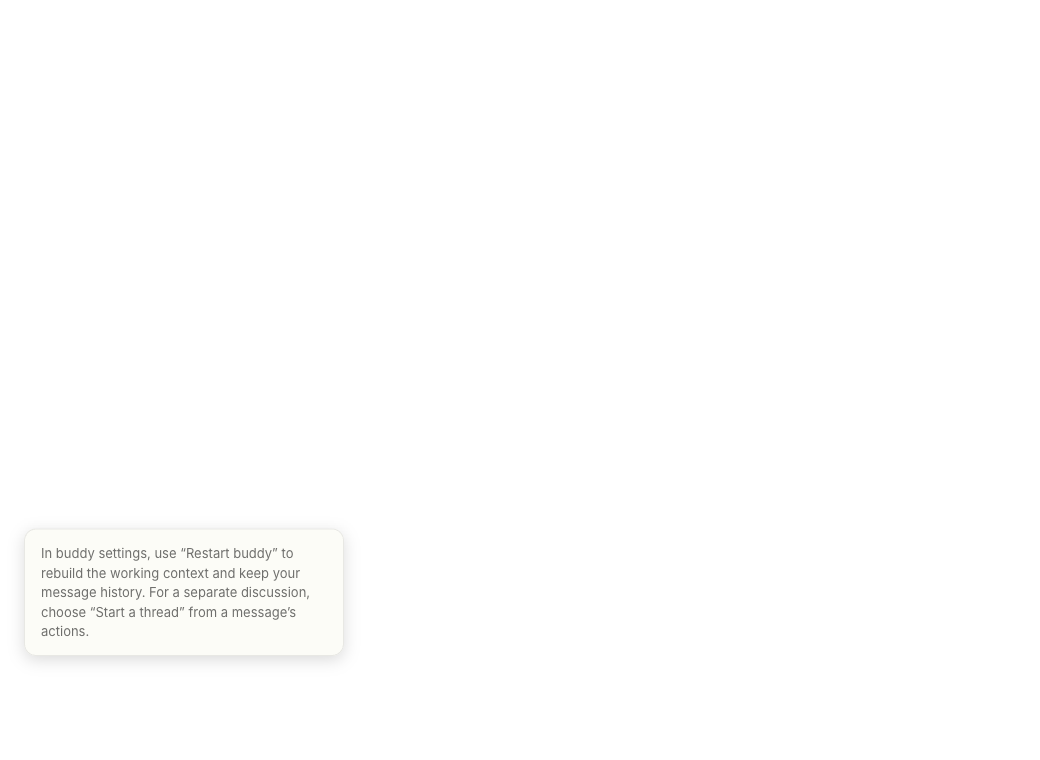 In buddy settings, use “Restart buddy” to
rebuild the working context and keep your
message history. For a separate discussion,
choose “Start a thread” from a message’s
actions.